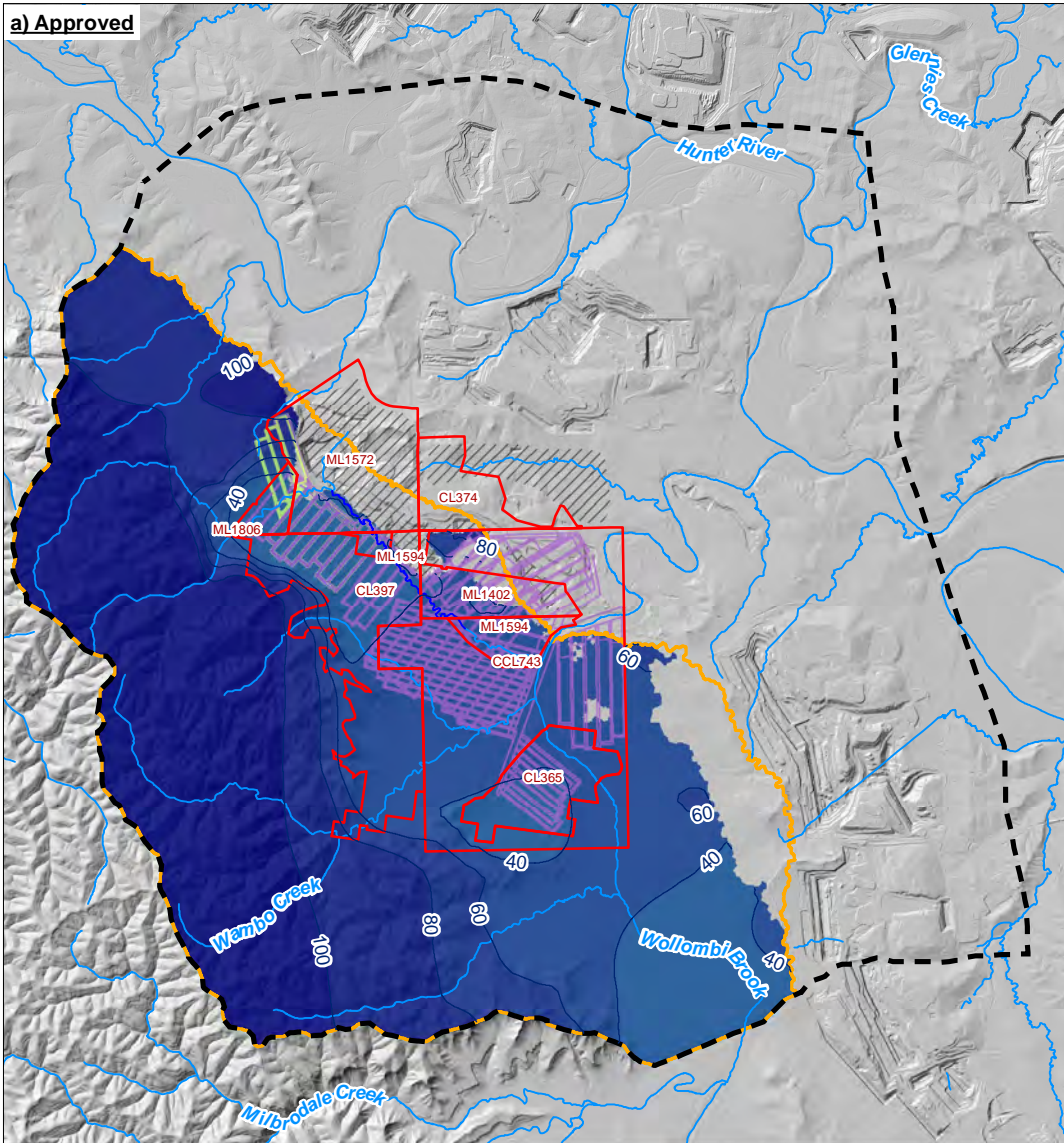 a) Approved
Glennies Creek
Hunter River
100
ML1572
40
CL374
ML1806
80
ML1594
CL397
ML1402
ML1594
60
CCL743
CL365
60
40
40
Wambo Creek
60
80
100
Wollombi Brook
40
Milbrodale Creek